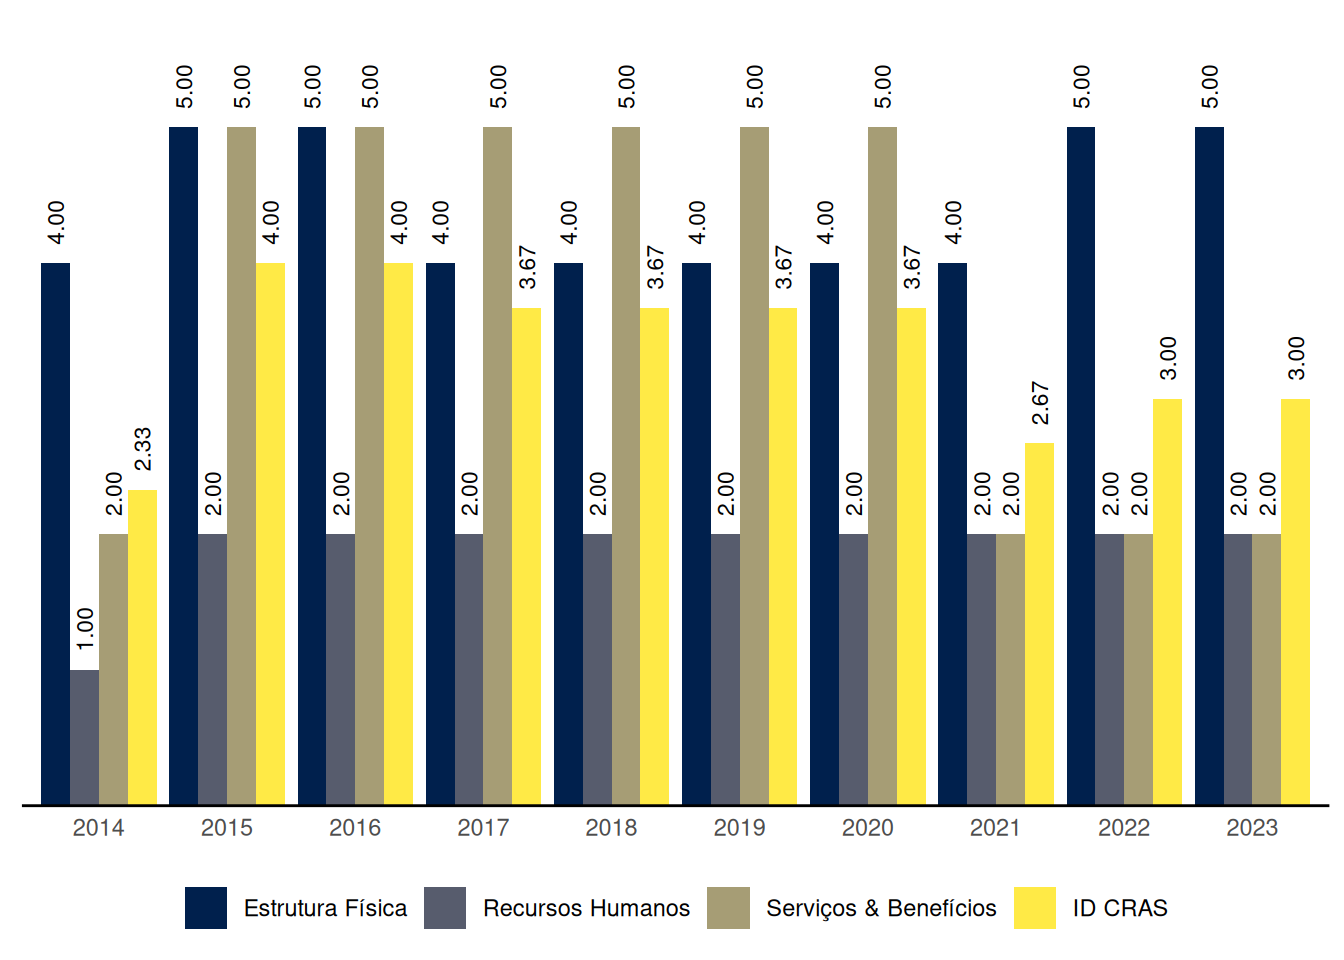 5.00 5.00 5.00 5.00 5.00 5.00 5.00 5.00 5.00 5.00
4.00 4.00 4.00 4.00 4.00 4.00 4.00 4.00
3.67 3.67 3.67 3.67
3.00 3.00
2.67
2.33
2.00 2.00 2.00 2.00 2.00 2.00 2.00 2.00 2.00 2.00 2.00 2.00 2.00
1.00
2014 2015 2016 2017 2018 2019 2020 2021 2022 2023
Estrutura Física Recursos Humanos Serviços & Benefícios ID CRAS